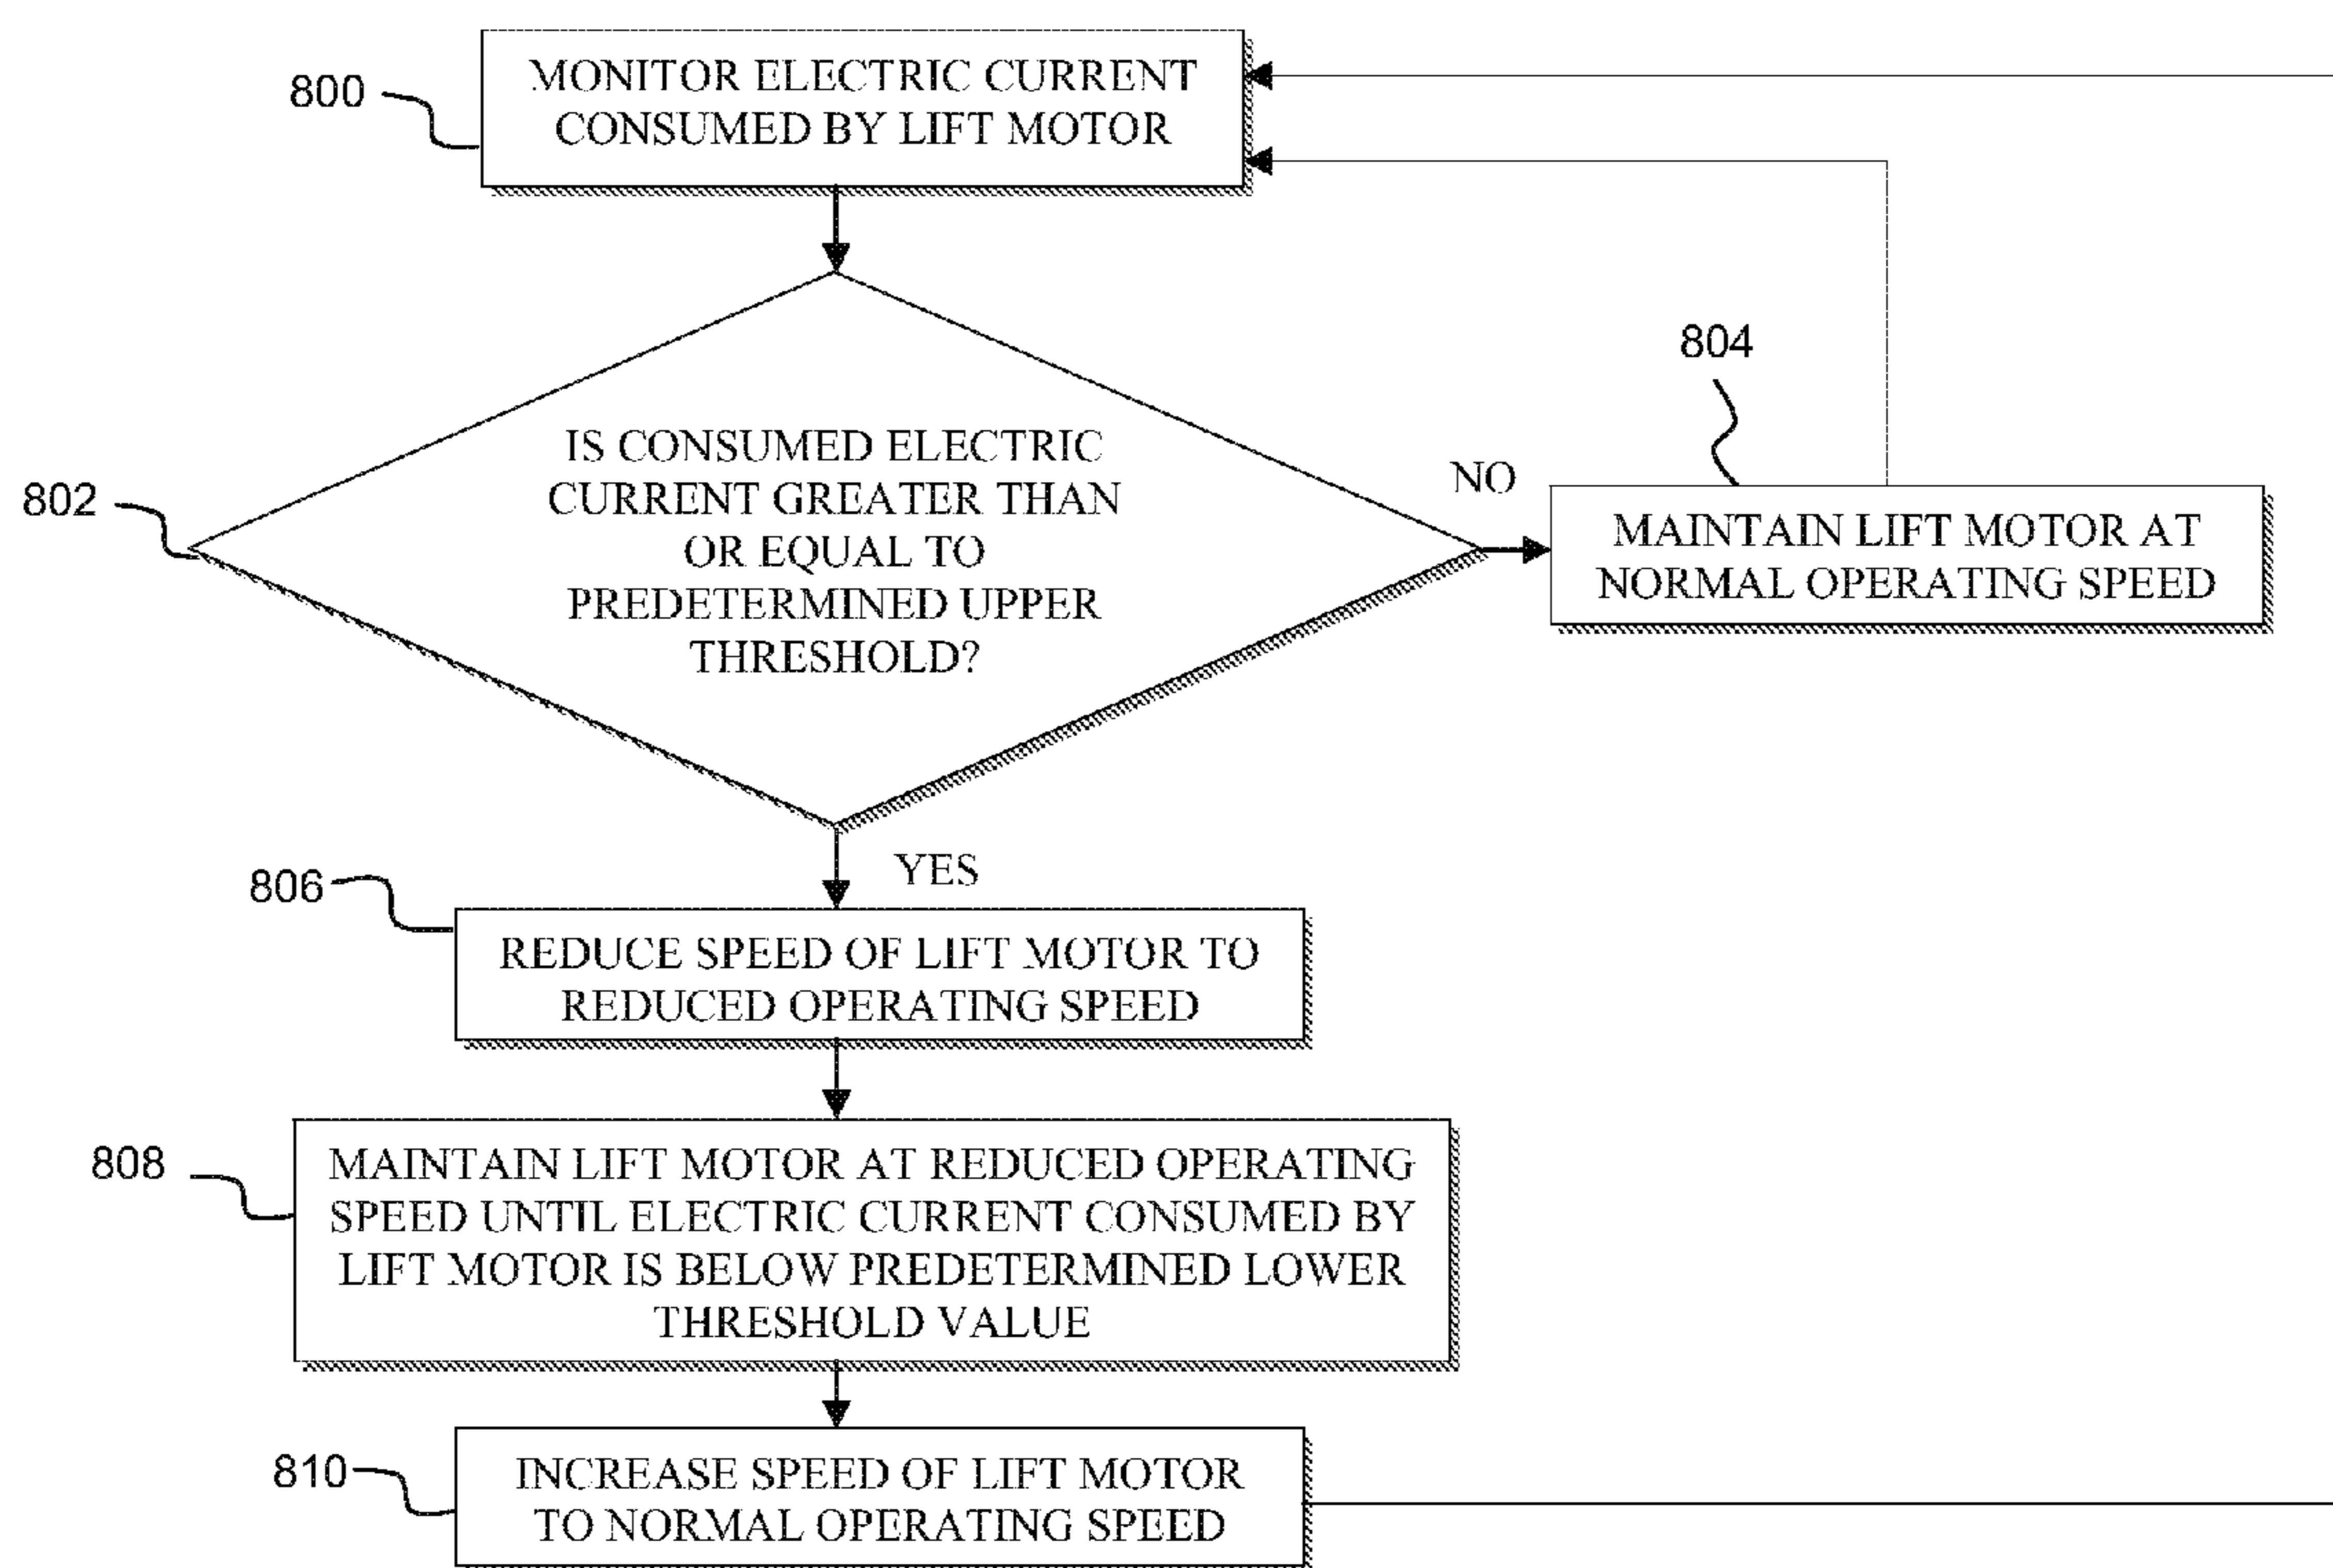 800
MONITOR ELECTRIC CURRENT
CONSUMED BY LIFT MOTOR
802
IS CONSUMED ELECTRIC
CURRENT GREATER THAN
OR EQUAL TO
PREDETERMINED UPPER
THRESHOLD?
NO
804
MAINTAIN LIFT MOTOR AT
NORMAL OPERATING SPEED
YES
806
REDUCE SPEED OF LIFT MOTOR TO
REDUCED OPERATING SPEED
808
MAINTAIN LIFT MOTOR AT REDUCED OPERATING
SPEED UNTIL ELECTRIC CURRENT CONSUMED BY
LIFT MOTOR IS BELOW PREDETERMINED LOWER
THRESHOLD VALUE
810
INCREASE SPEED OF LIFT MOTOR
TO NORMAL OPERATING SPEED